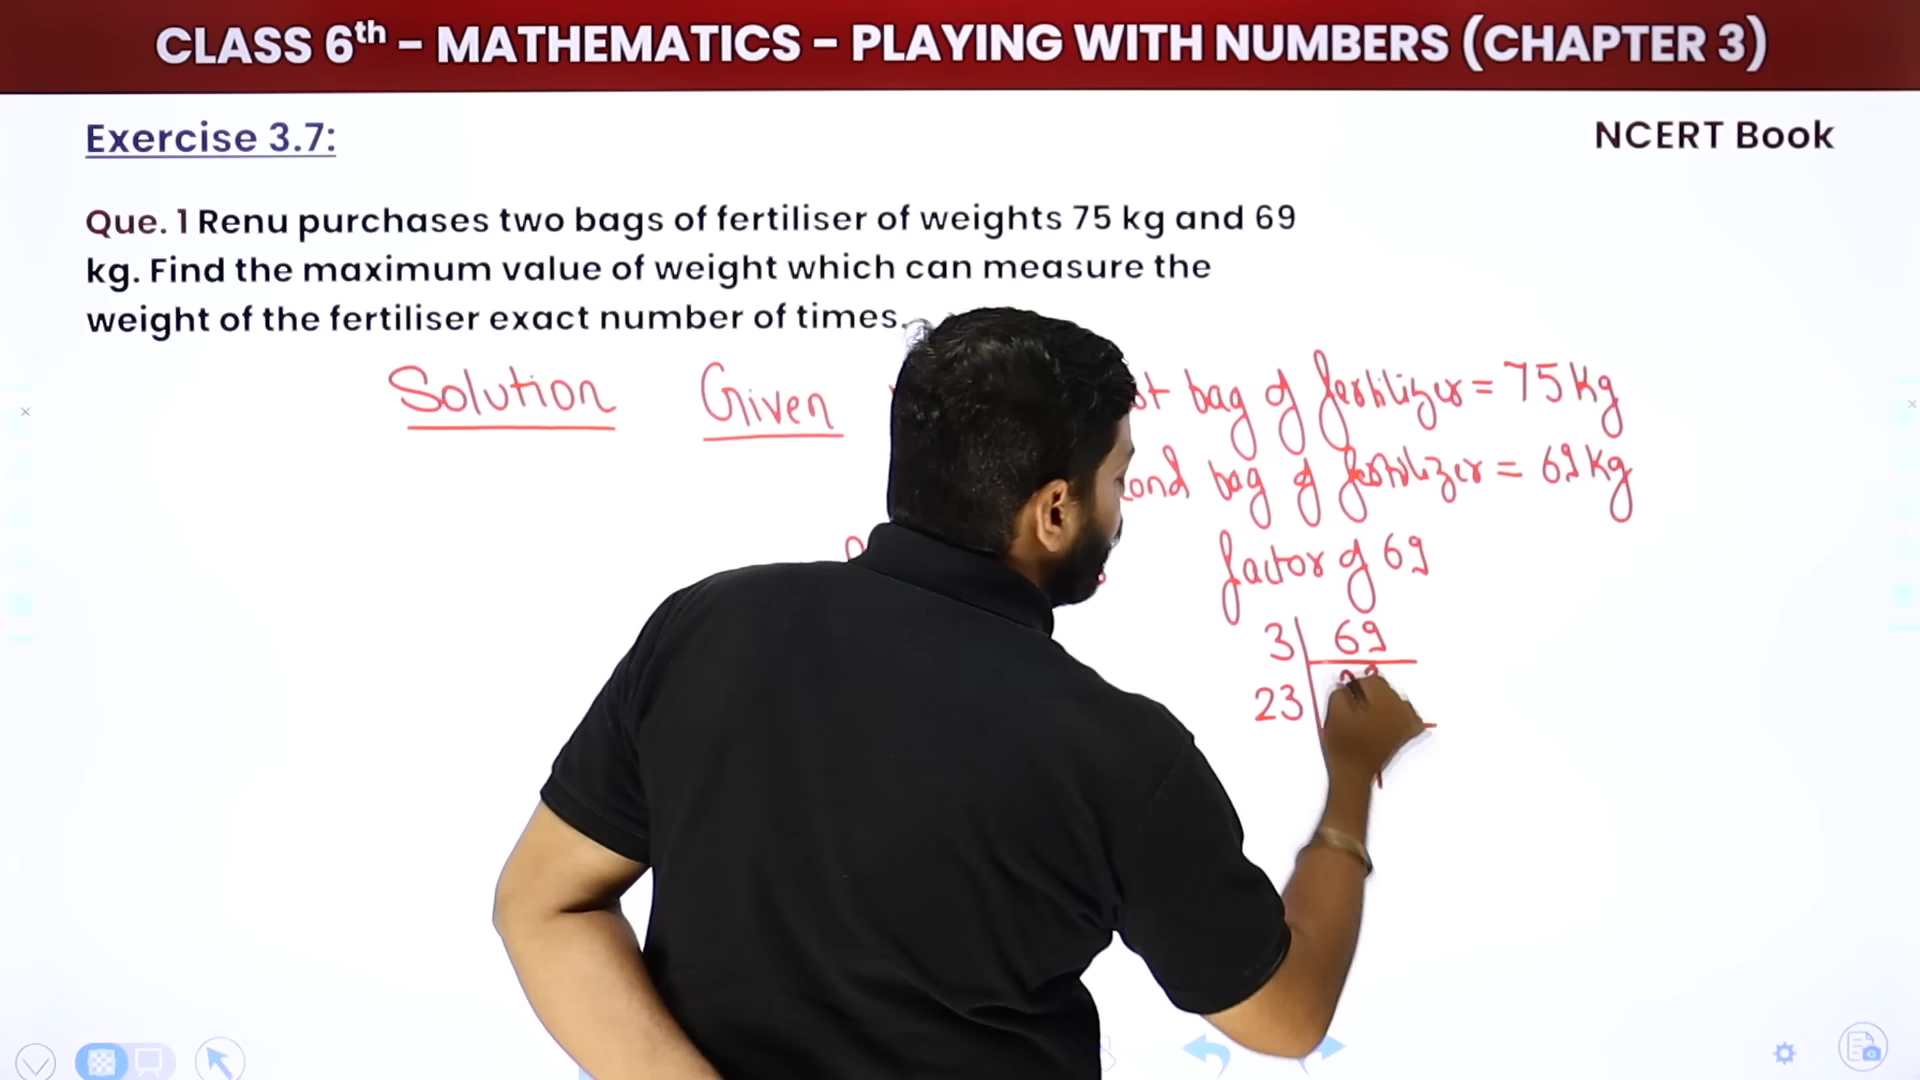 CLASS 6th – MATHEMATICS – PLAYING WITH NUMBERS (CHAPTER 3)
Exercise 3.7:
NCERT Book
Que. 1 Renu purchases two bags of fertiliser of weights 75 kg and 69
kg. Find the maximum value of weight which can measure the
weight of the fertiliser exact number of times.
Solution Given bag of fertilizer = 75 kg
bag of fertilizer = 69 kg
factor of 69
3 69
23